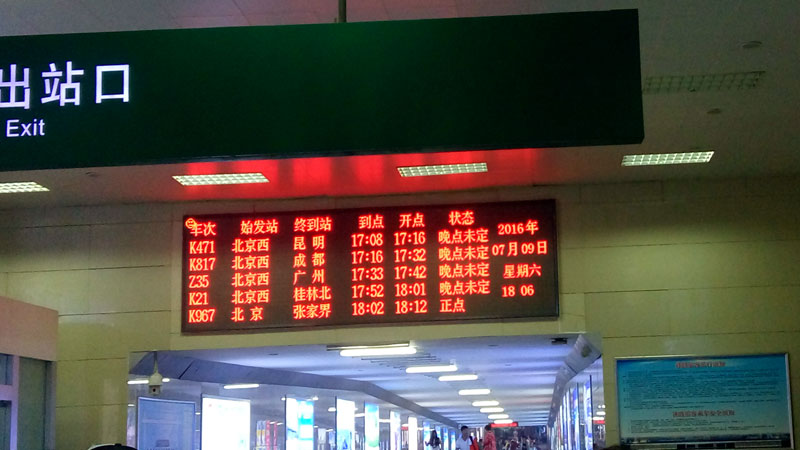 出站口
Exit
车次 始发站 终到站 到点 开点 状态
K471 北京西 昆明 17:08 17:16 晚点未定
K817 北京西 成都 17:16 17:32 晚点未定
Z35 北京西 广州 17:33 17:42 晚点未定
K21 北京西 桂林北 17:52 18:01 晚点未定
K967 北京 张家界 18:02 18:12 正点
2016年
07月09日
星期六
18 06